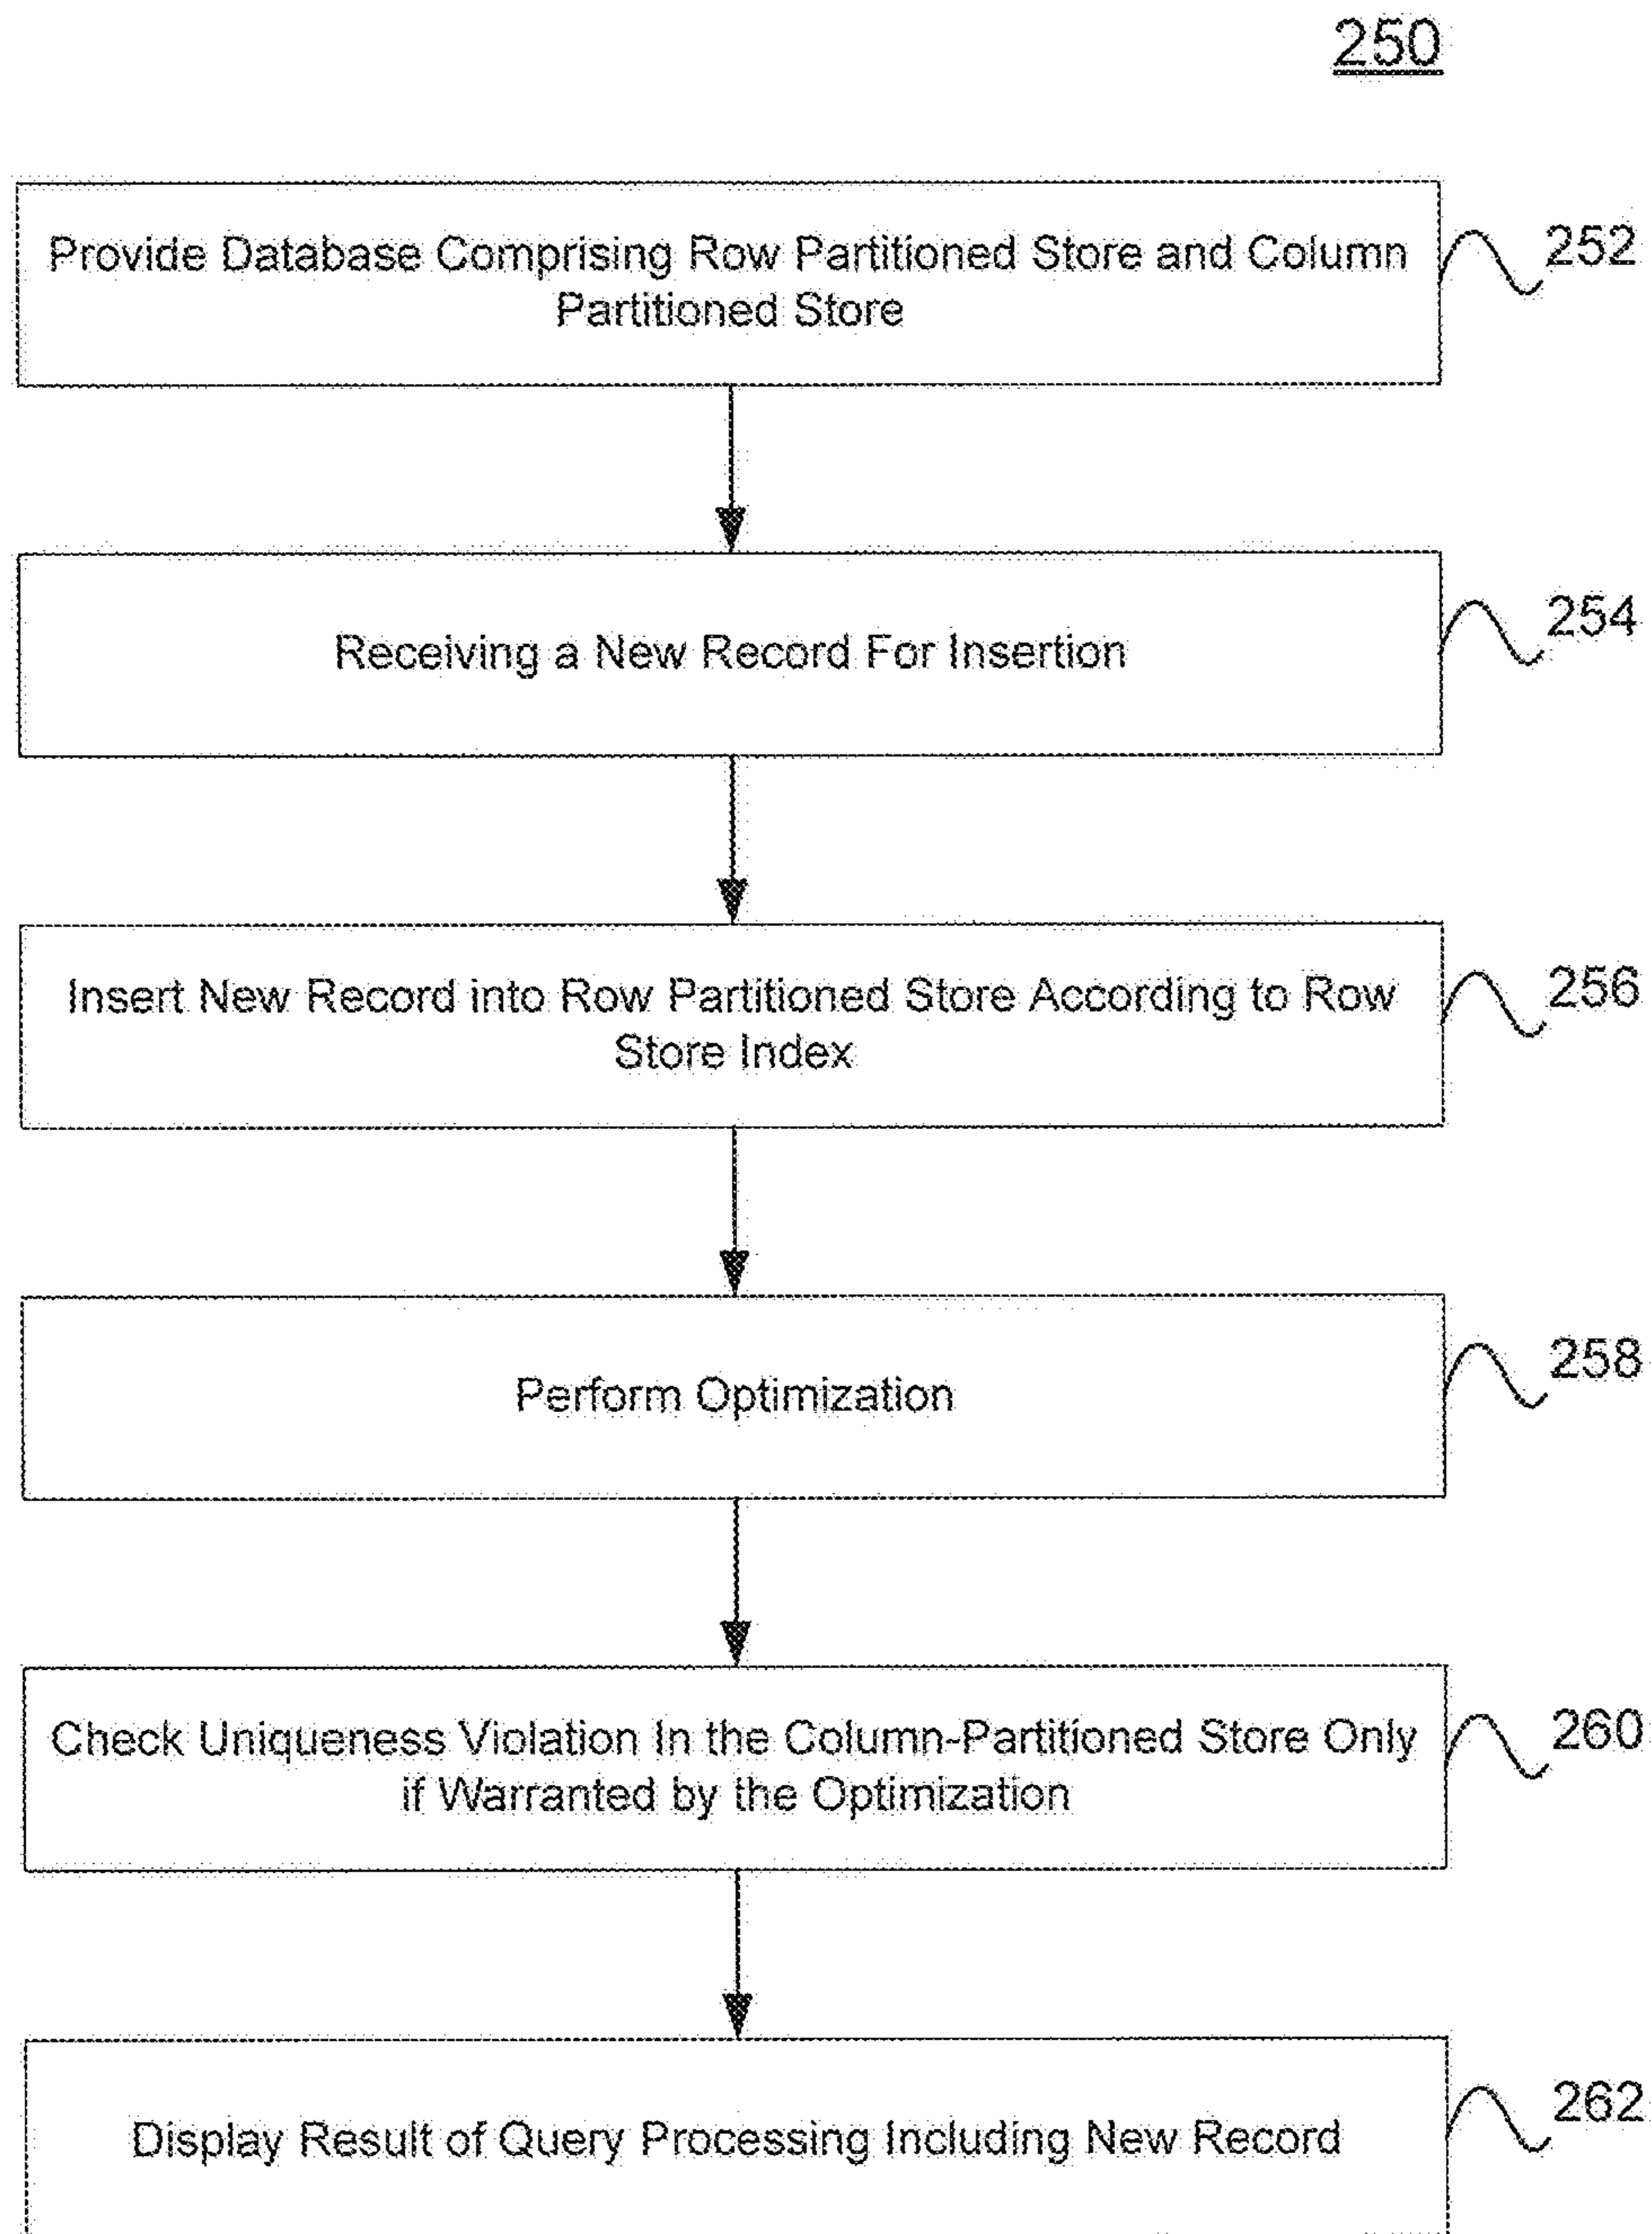 250
Provide Database Comprising Row Partitioned Store and Column
Partitioned Store
252
Receiving a New Record For Insertion
254
Insert New Record into Row Partitioned Store According to Row
Store Index
256
Perform Optimization
258
Check Uniqueness Violation In the Column-Partitioned Store Only
if Warranted by the Optimization
260
Display Result of Query Processing Including New Record
262